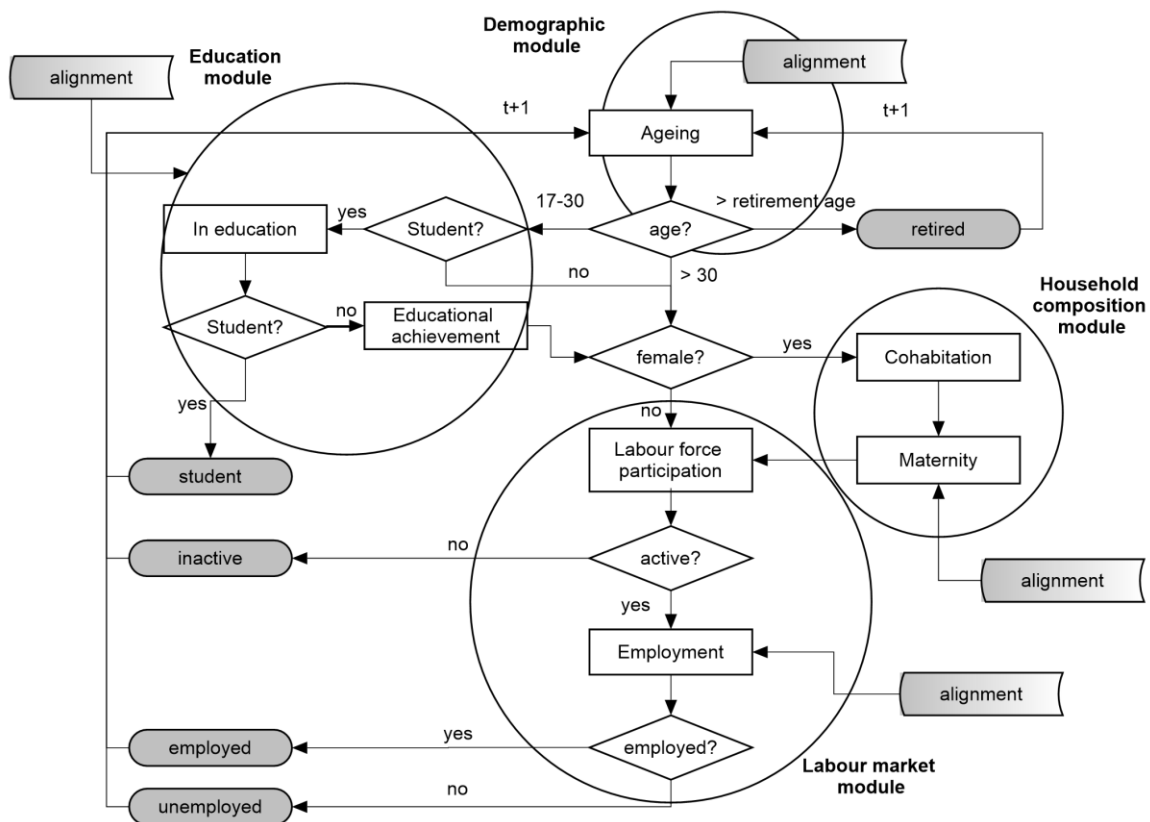 Demographic
module
Education
module
alignment
alignment
t+1
t+1
Ageing
17-30
> retirement age
yes
In education
Student?
age?
retired
no
> 30
Household
composition
module
Student?
no
Educational
achievement
female?
yes
Cohabitation
yes
no
Labour force
participation
Maternity
student
inactive
no
active?
alignment
yes
Employment
alignment
employed
yes
employed?
Labour market
module
unemployed
no